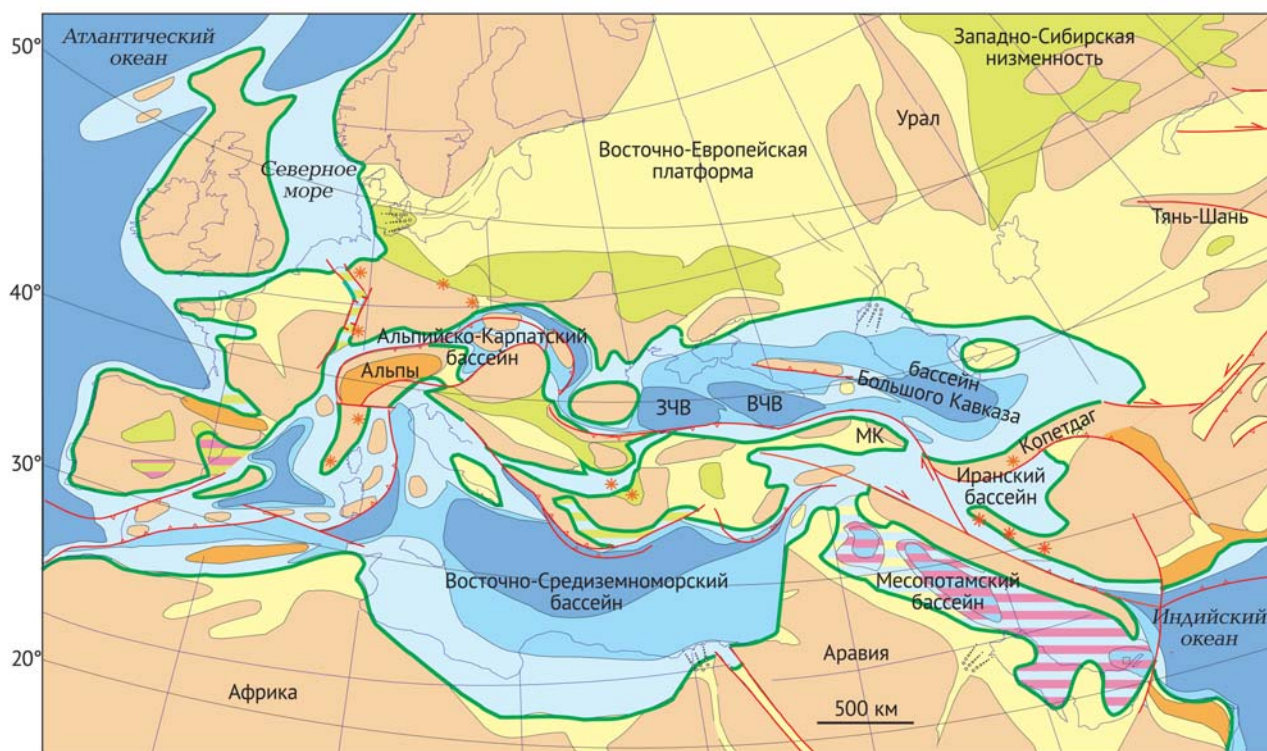 50°
40°
30°
20°
Атлантический
океан
Северное
море
Западно-Сибирская
низменность
Урал
Восточно-Европейская
платформа
Тянь-Шань
Альпийско-Карпатский
бассейн
Альпы
ЗЧВ
ВЧВ
бассейн
Большого Кавказа
МК
Копетдаг
Иранский
бассейн
Восточно-Средиземноморский
бассейн
Месопотамский
бассейн
Индийский
океан
Африка
Аравия
500 км